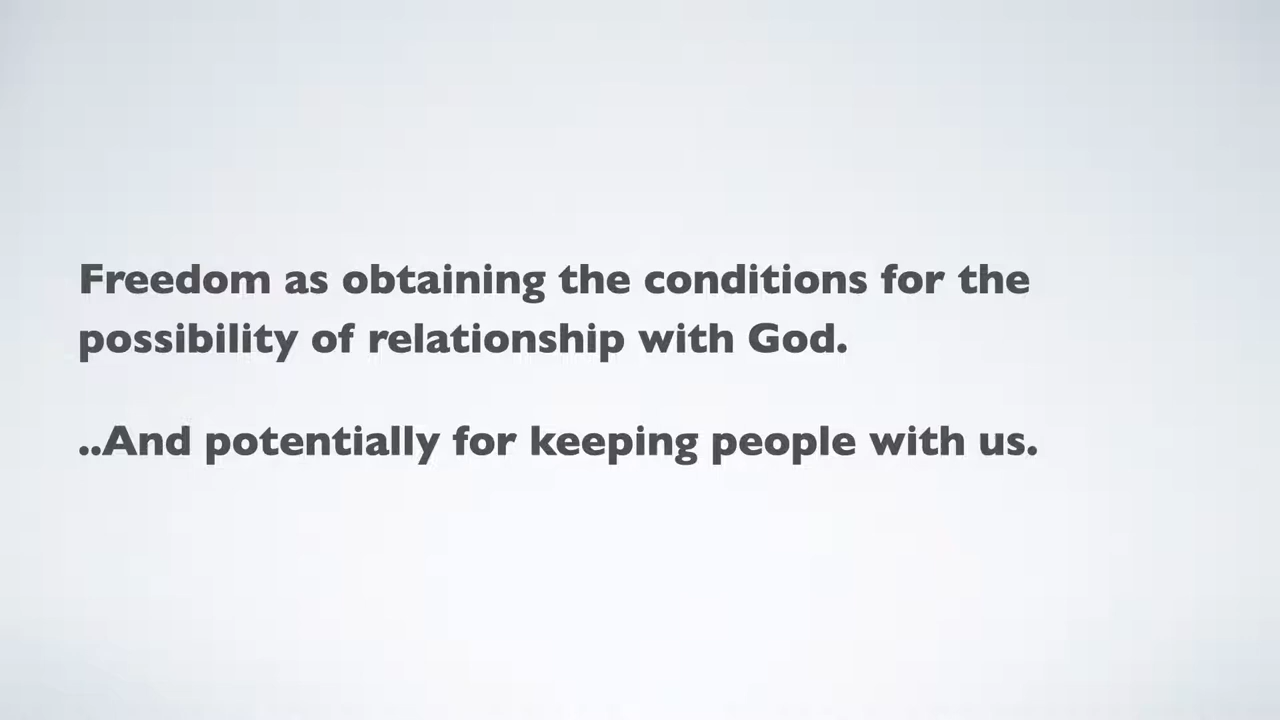 Freedom as obtaining the conditions for the
possibility of relationship with God.
..And potentially for keeping people with us.